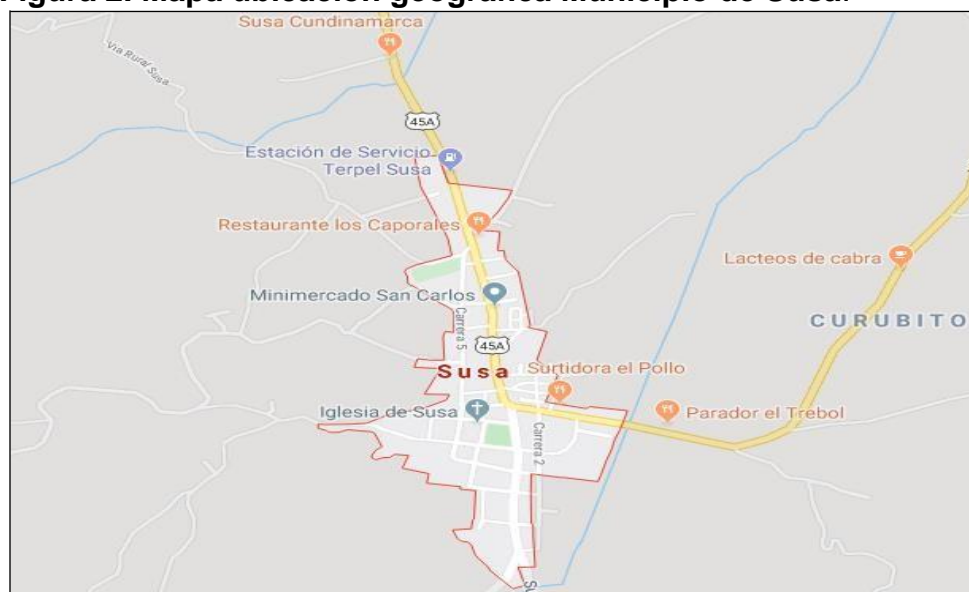 Figura 2. Mapa ubicación geográfica Municipio de Susa.
Susa Cundinamarca
Via Rural Susa
45A
Estación de Servicio
Terpel Susa
Restaurante los Caporales
Lacteos de cabra
Minimercado San Carlos
CURUBITO
Carrera 5
45A
Susa
Surtidora el Pollo
Iglesia de Susa
Parador el Trebol
Carrera 2